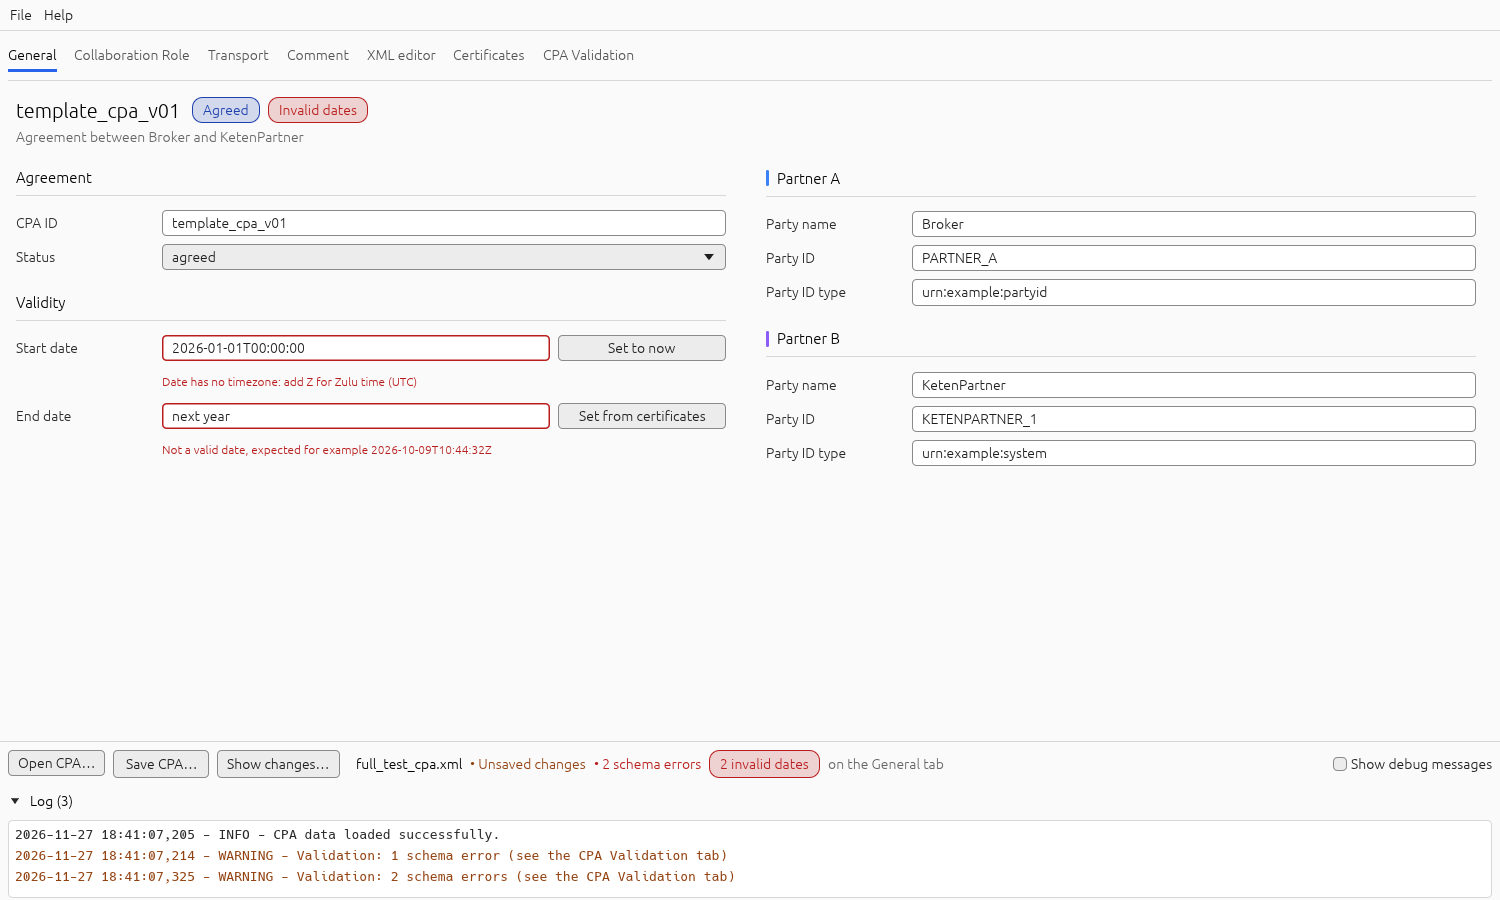 File Help
General Collaboration Role Transport Comment XML editor Certificates CPA Validation
template_cpa_v01 Agreed Invalid dates
Agreement between Broker and KetenPartner
Agreement
CPA ID template_cpa_v01
Status agreed
Validity
Start date 2026-01-01T00:00:00 Set to now
Date has no timezone: add Z for Zulu time (UTC)
End date next year Set from certificates
Not a valid date, expected for example 2026-10-09T10:44:32Z
Partner A
Party name Broker
Party ID PARTNER_A
Party ID type urn:example:partyid
Partner B
Party name KetenPartner
Party ID KETENPARTNER_1
Party ID type urn:example:system
Open CPA... Save CPA... Show changes... full_test_cpa.xml • Unsaved changes • 2 schema errors 2 invalid dates on the General tab Show debug messages
Log (3)
2026-11-27 18:41:07,205 - INFO - CPA data loaded successfully.
2026-11-27 18:41:07,214 - WARNING - Validation: 1 schema error (see the CPA Validation tab)
2026-11-27 18:41:07,325 - WARNING - Validation: 2 schema errors (see the CPA Validation tab)